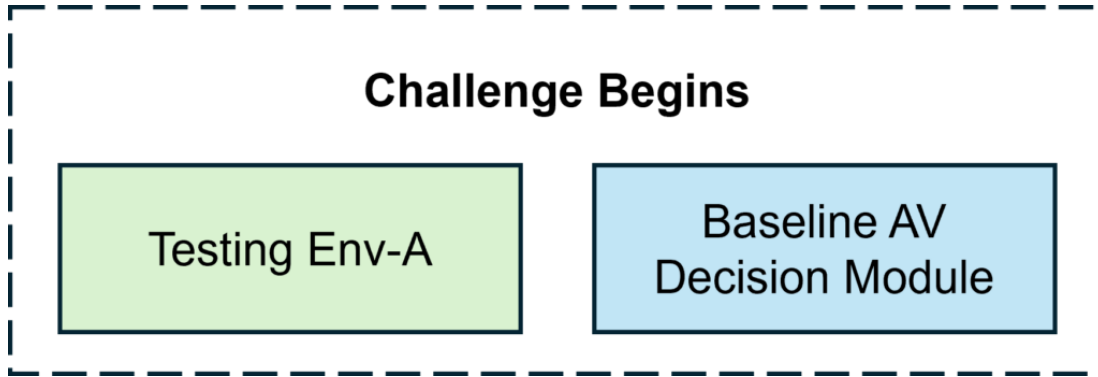 Challenge Begins
Testing Env-A
Baseline AV
Decision Module